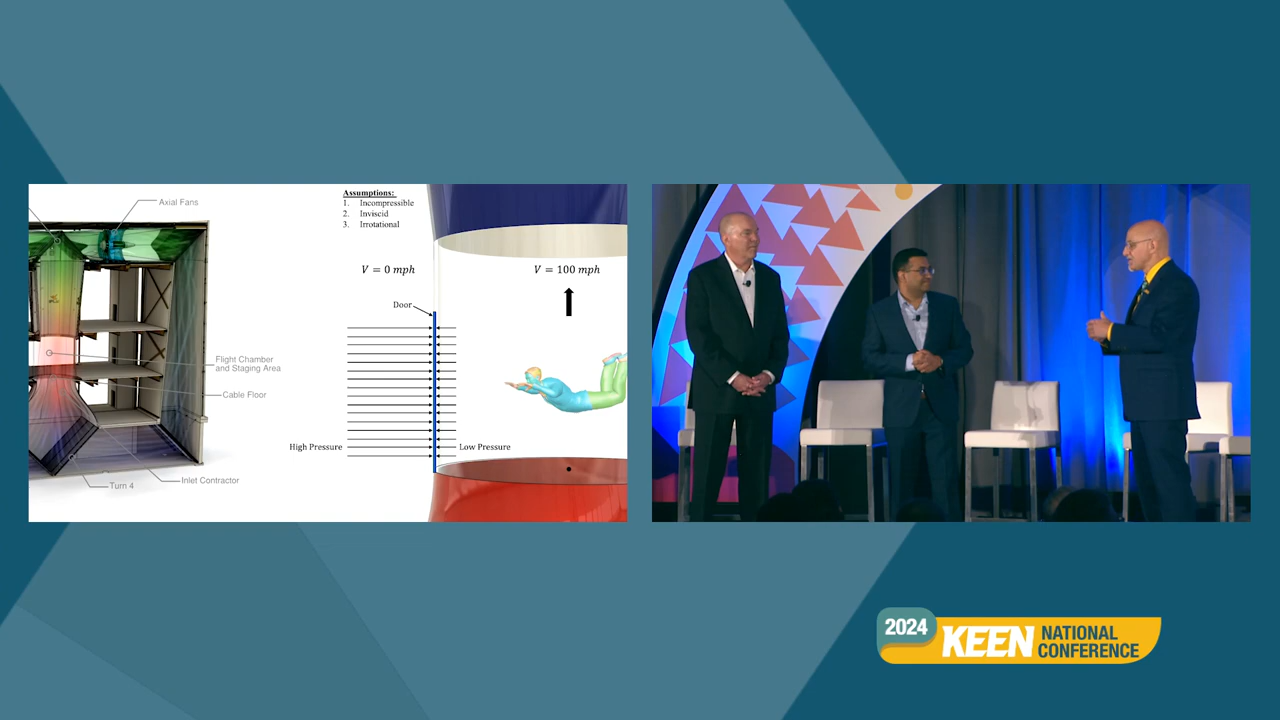 Axial Fans
Flight Chamber
and Staging Area
Cable Floor
Inlet Contractor
Turn 4
Assumptions:
1. Incompressible
2. Inviscid
3. Irrotational
V = 0 mph
V = 100 mph
Door
High Pressure
Low Pressure
2024
KEEN
NATIONAL
CONFERENCE